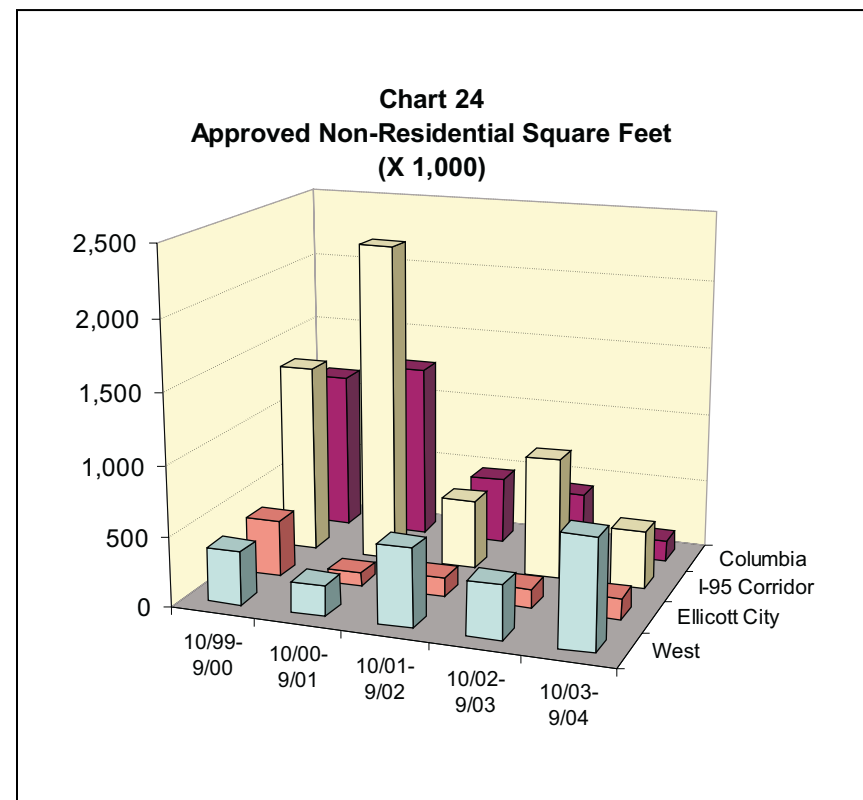 Chart 24
Approved Non-Residential Square Feet
(X 1,000)
2,500
2,000
1,500
1,000
500
0
10/99-
9/00
10/00-
9/01
10/01-
9/02
10/02-
9/03
10/03-
9/04
Columbia
I-95 Corridor
Ellicott City
West